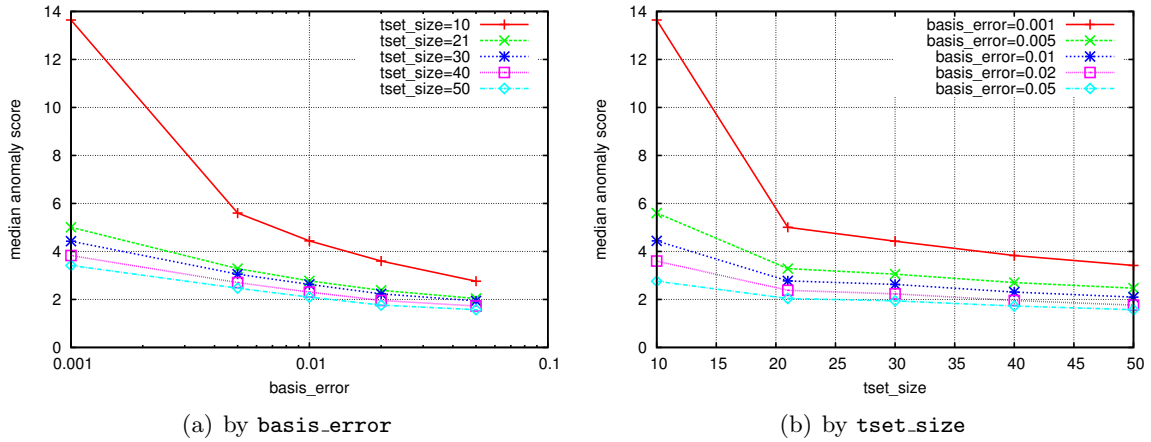 median anomaly score
14
12
10
8
6
4
2
0
0.001
0.01
0.1
basis_error
tset_size=10
tset_size=21
tset_size=30
tset_size=40
tset_size=50
(a) by basis_error
median anomaly score
14
12
10
8
6
4
2
0
10
15
20
25
30
35
40
45
50
tset_size
basis_error=0.001
basis_error=0.005
basis_error=0.01
basis_error=0.02
basis_error=0.05
(b) by tset_size